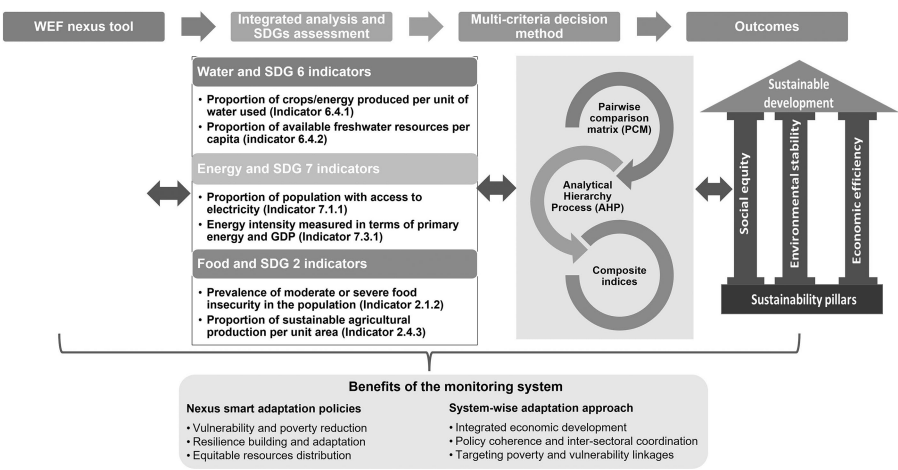 WEF nexus tool
Integrated analysis and
SDGs assessment
Multi-criteria decision
method
Outcomes
Water and SDG 6 indicators
• Proportion of crops/energy produced per unit of
water used (Indicator 6.4.1)
• Proportion of available freshwater resources per
capita (indicator 6.4.2)
Energy and SDG 7 indicators
• Proportion of population with access to
electricity (Indicator 7.1.1)
• Energy intensity measured in terms of primary
energy and GDP (Indicator 7.3.1)
Food and SDG 2 indicators
• Prevalence of moderate or severe food
insecurity in the population (Indicator 2.1.2)
• Proportion of sustainable agricultural
production per unit area (Indicator 2.4.3)
Pairwise
comparison
matrix (PCM)
Analytical
Hierarchy
Process (AHP)
Composite
indices
Sustainable
development
Social equity
Environmental stability
Economic efficiency
Sustainability pillars
Benefits of the monitoring system
Nexus smart adaptation policies
• Vulnerability and poverty reduction
• Resilience building and adaptation
• Equitable resources distribution
System-wise adaptation approach
• Integrated economic development
• Policy coherence and inter-sectoral coordination
• Targeting poverty and vulnerability linkages